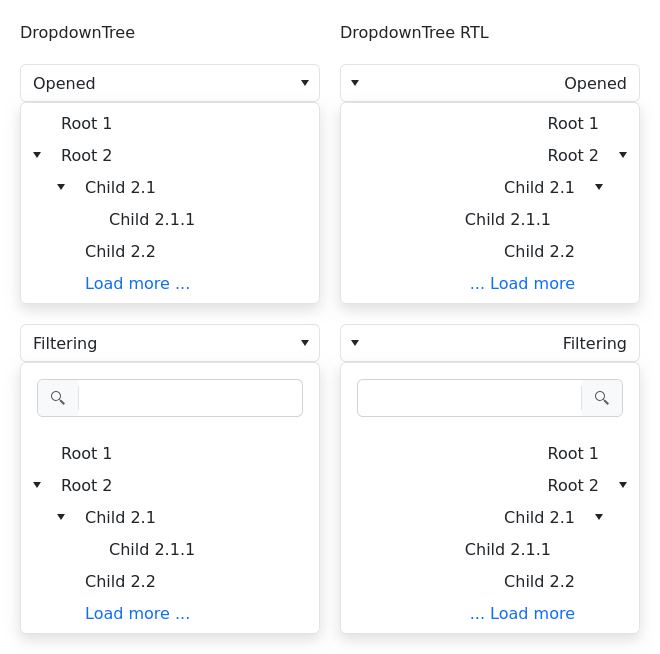 DropdownTree
Opened
Root 1
Root 2
Child 2.1
Child 2.1.1
Child 2.2
Load more ...
Filtering
Root 1
Root 2
Child 2.1
Child 2.1.1
Child 2.2
Load more ...
DropdownTree RTL
Opened
Root 1
Root 2
Child 2.1
Child 2.1.1
Child 2.2
... Load more
Filtering
Root 1
Root 2
Child 2.1
Child 2.1.1
Child 2.2
... Load more